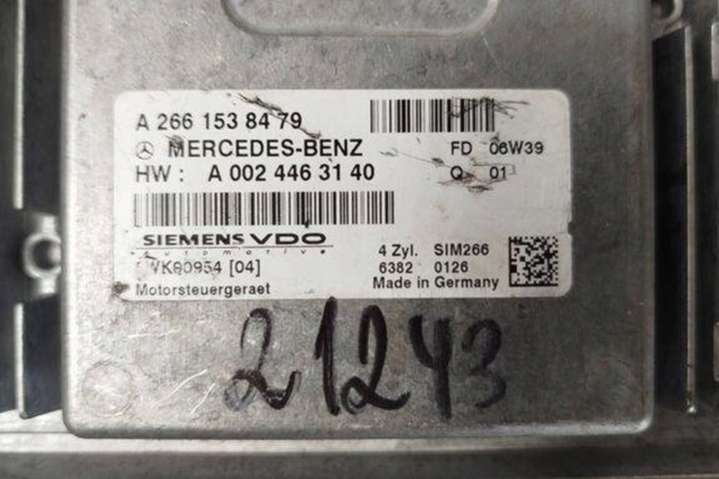 A 266 153 84 79
MERCEDES-BENZ FD 06W39
HW : A 002 446 31 40 Q 01
SIEMENS VDO
automotive 4 Zyl. SIM266
WK90954 [04] 6382 0126
Motorsteuergeraet Made in Germany
21243